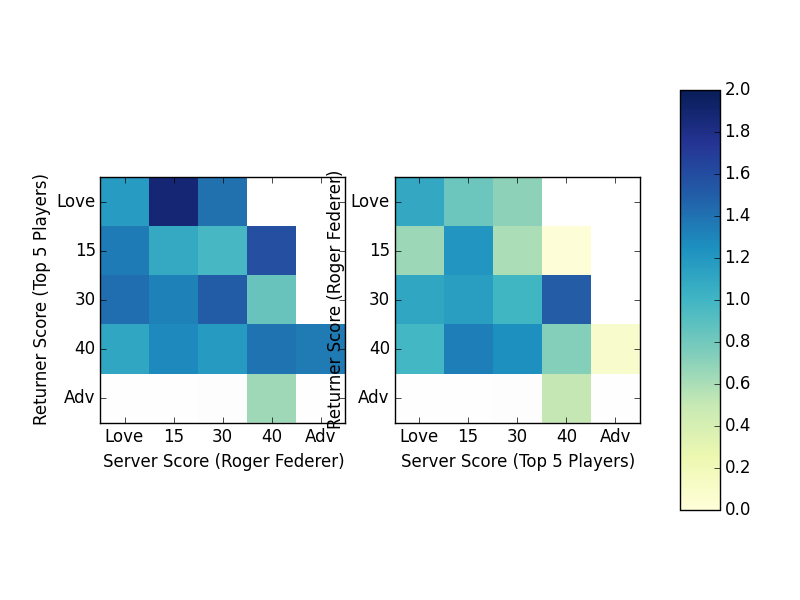 Returner Score (Top 5 Players)
Love
15
30
40
Adv
Love 15 30 40 Adv
Server Score (Roger Federer)
Returner Score (Roger Federer)
Love
15
30
40
Adv
Love 15 30 40 Adv
Server Score (Top 5 Players)
2.0
1.8
1.6
1.4
1.2
1.0
0.8
0.6
0.4
0.2
0.0